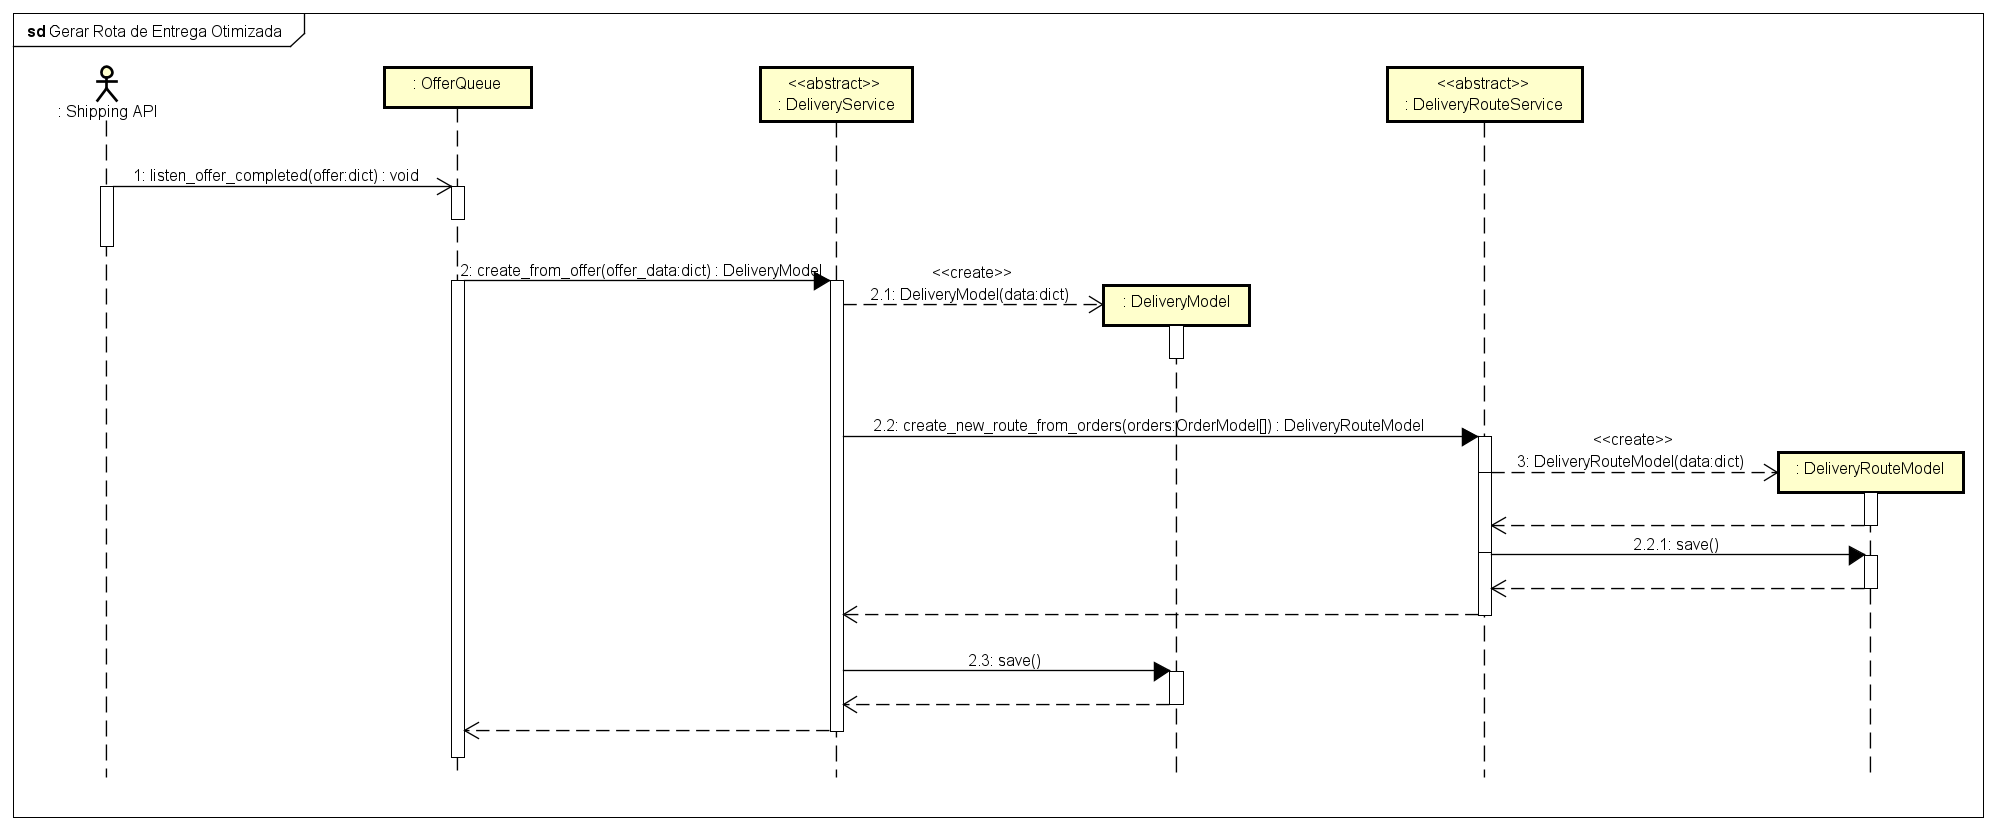 sd Gerar Rota de Entrega Otimizada
: Shipping API
: OfferQueue
<<abstract>>
: DeliveryService
<<abstract>>
: DeliveryRouteService
1: listen_offer_completed(offer:dict) : void
2: create_from_offer(offer_data:dict) : DeliveryModel
<<create>>
2.1: DeliveryModel(data:dict)
: DeliveryModel
2.2: create_new_route_from_orders(orders:OrderModel[]) : DeliveryRouteModel
<<create>>
3: DeliveryRouteModel(data:dict)
: DeliveryRouteModel
2.2.1: save()
2.3: save()